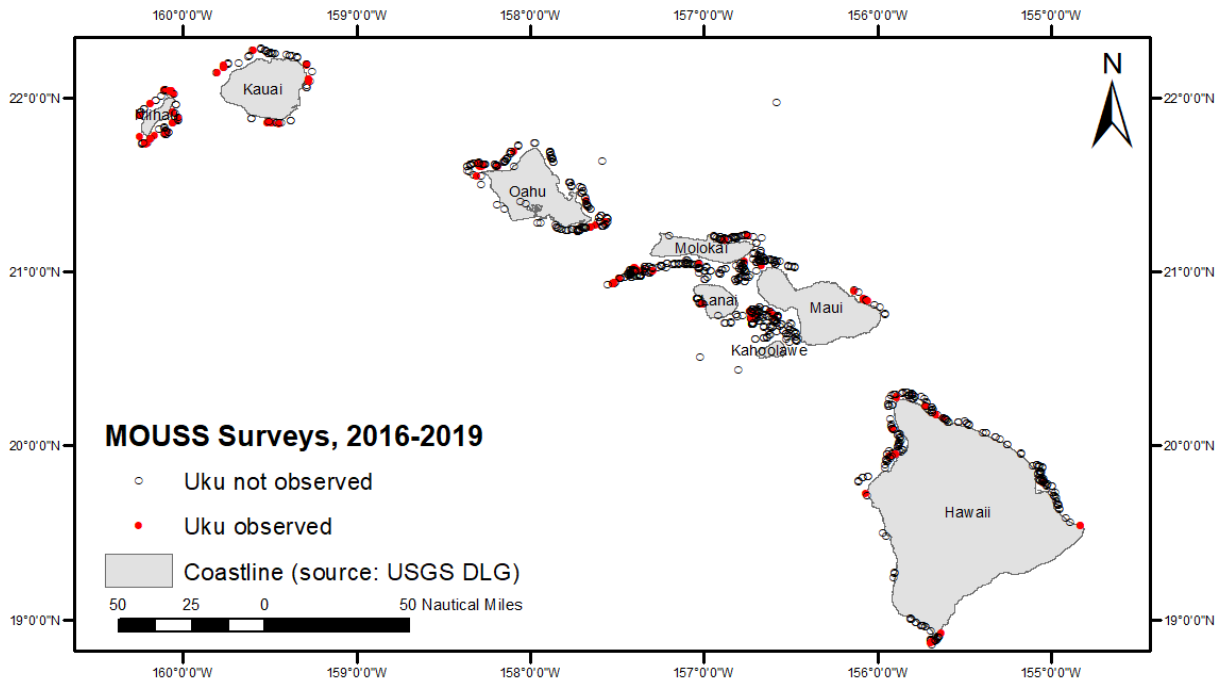 160°0'0"W 159°0'0"W 158°0'0"W 157°0'0"W 156°0'0"W 155°0'0"W
N
22°0'0"N 22°0'0"N
Kauai
Niihau
Oahu
Molokai
21°0'0"N 21°0'0"N
Lanai
Maui
Kahoolawe
20°0'0"N 20°0'0"N
MOUSS Surveys, 2016-2019
Uku not observed
Uku observed
Hawaii
Coastline (source: USGS DLG)
50 25 0 50 Nautical Miles
19°0'0"N 19°0'0"N
160°0'0"W 159°0'0"W 158°0'0"W 157°0'0"W 156°0'0"W 155°0'0"W